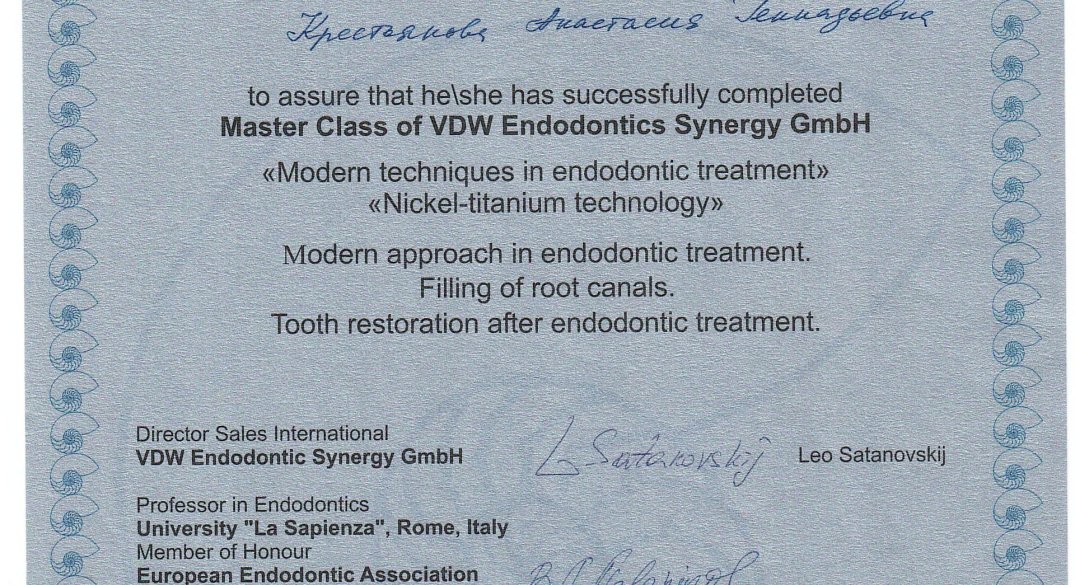 Крестьянова Анастасия Геннадьевна
to assure that he\she has successfully completed
Master Class of VDW Endodontics Synergy GmbH
«Modern techniques in endodontic treatment»
«Nickel-titanium technology»
Modern approach in endodontic treatment.
Filling of root canals.
Tooth restoration after endodontic treatment.
Director Sales International
VDW Endodontic Synergy GmbH
L. Satanovskij
Leo Satanovskij
Professor in Endodontics
University "La Sapienza", Rome, Italy
Member of Honour
European Endodontic Association